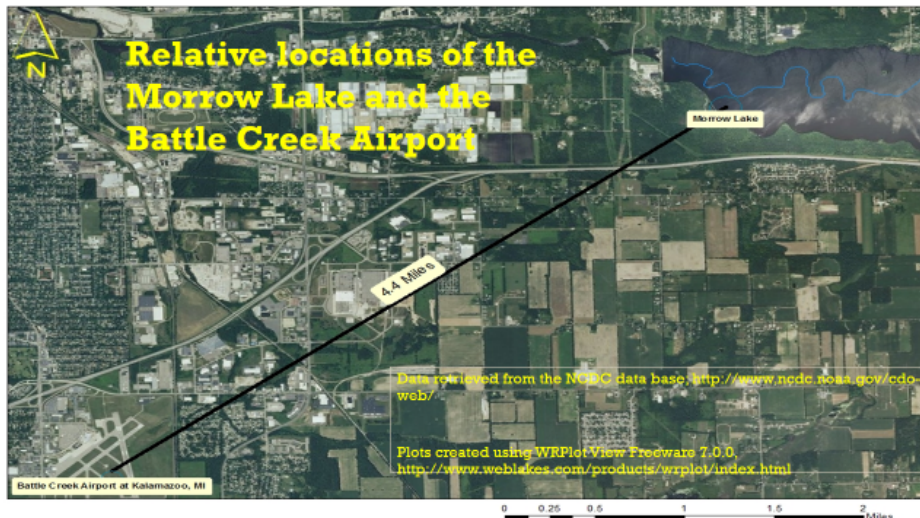 N
Relative locations of the
Morrow Lake and the
Battle Creek Airport
Morrow Lake
4.4 Miles
Data retrieved from the NCDC data base, http://www.ncdc.noaa.gov/cdo-
web/
Plots created using WRPlot View Freeware 7.0.0,
http://www.weblakes.com/products/wrplot/index.html
Battle Creek Airport at Kalamazoo, MI
0 0.25 0.5 1 1.5 2
Miles